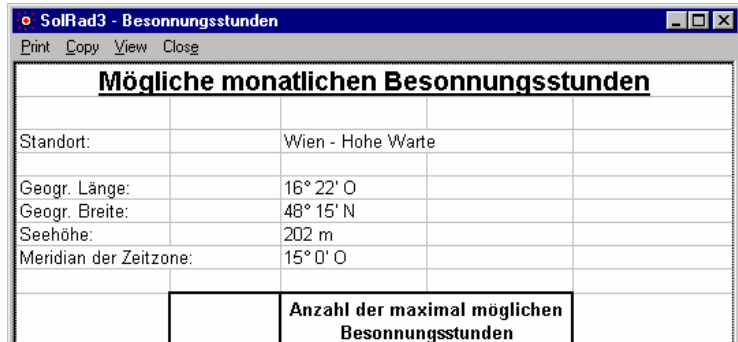 SolRad3 - Besonnungsstunden
Print Copy View Close
Mögliche monatlichen Besonnungsstunden
Standort: Wien - Hohe Warte
Geogr. Länge: 16° 22' O
Geogr. Breite: 48° 15' N
Seehöhe: 202 m
Meridian der Zeitzone: 15° 0' O
Anzahl der maximal möglichen
Besonnungsstunden